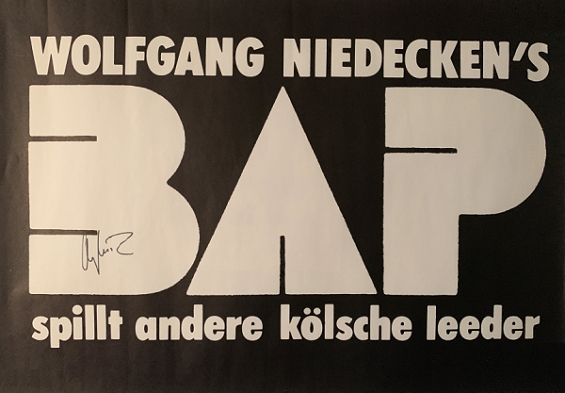 WOLFGANG NIEDECKEN'S
BAP
spillt andere kölsche leeder